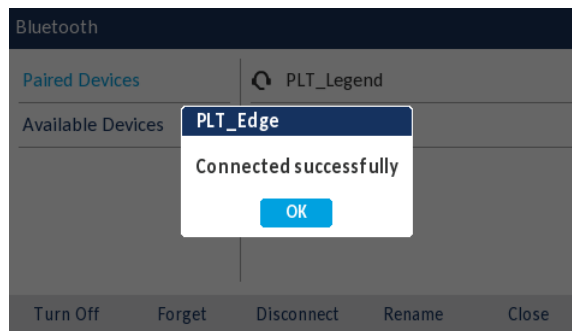 Bluetooth
Paired Devices
PLT_Legend
Available Devices
PLT_Edge
Connected successfully
OK
Turn Off Forget Disconnect Rename Close